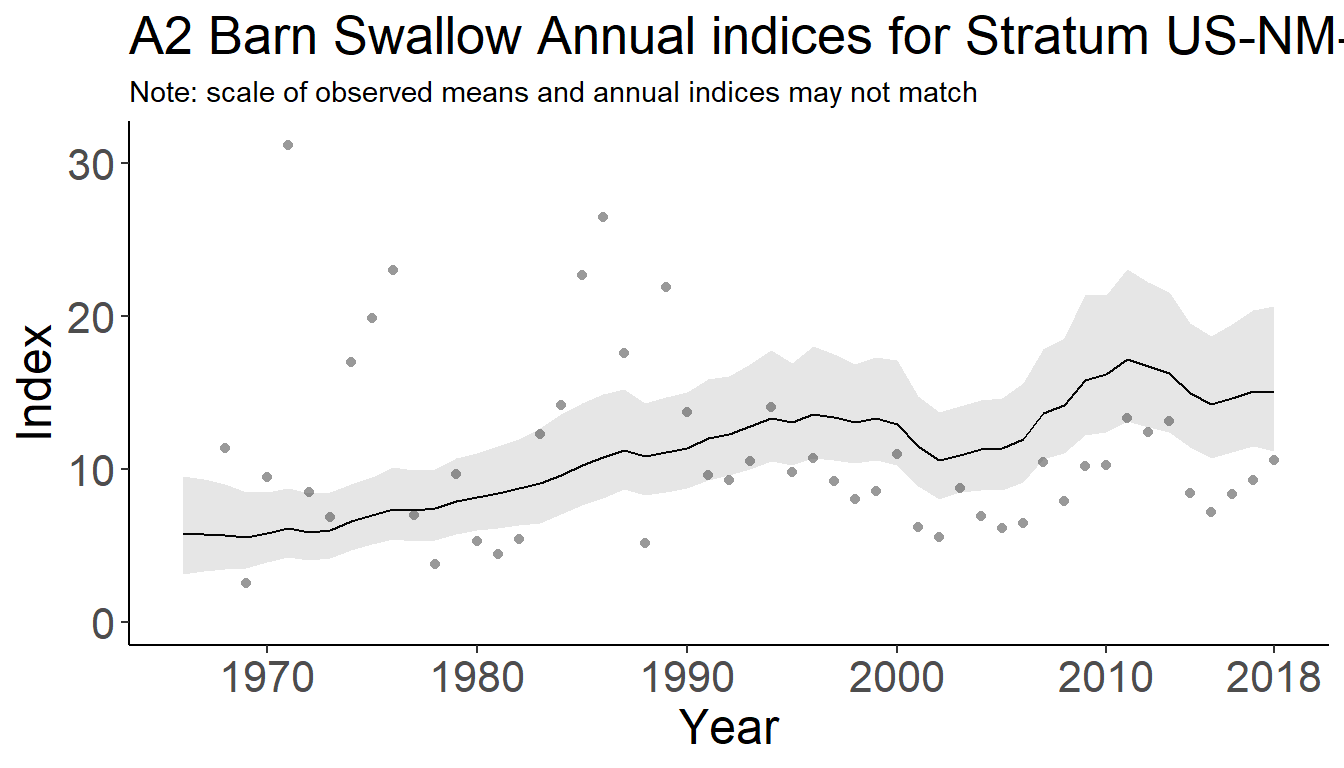 A2 Barn Swallow Annual indices for Stratum US-NM-
Note: scale of observed means and annual indices may not match
30
20
10
0
Index
1970 1980 1990 2000 2010 2018
Year